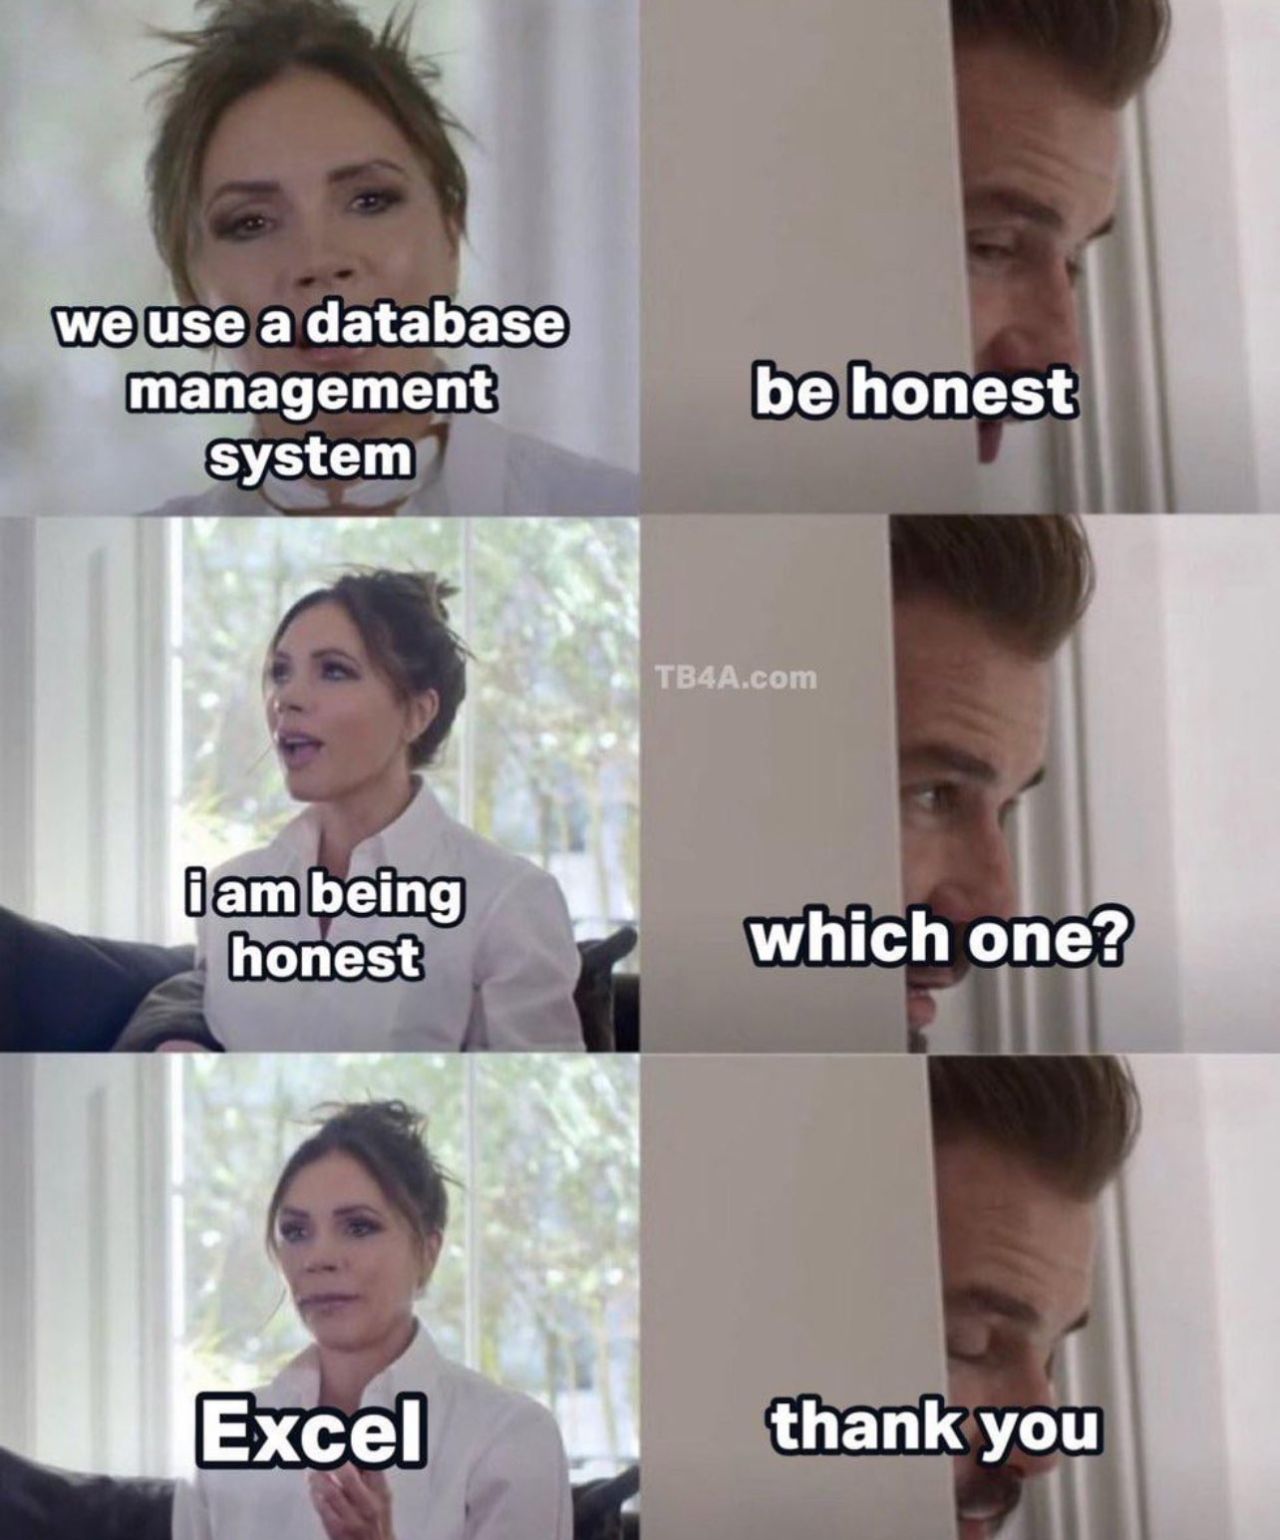 we use a database
management
system
be honest
i am being
honest
TB4A.com
which one?
Excel
thank you